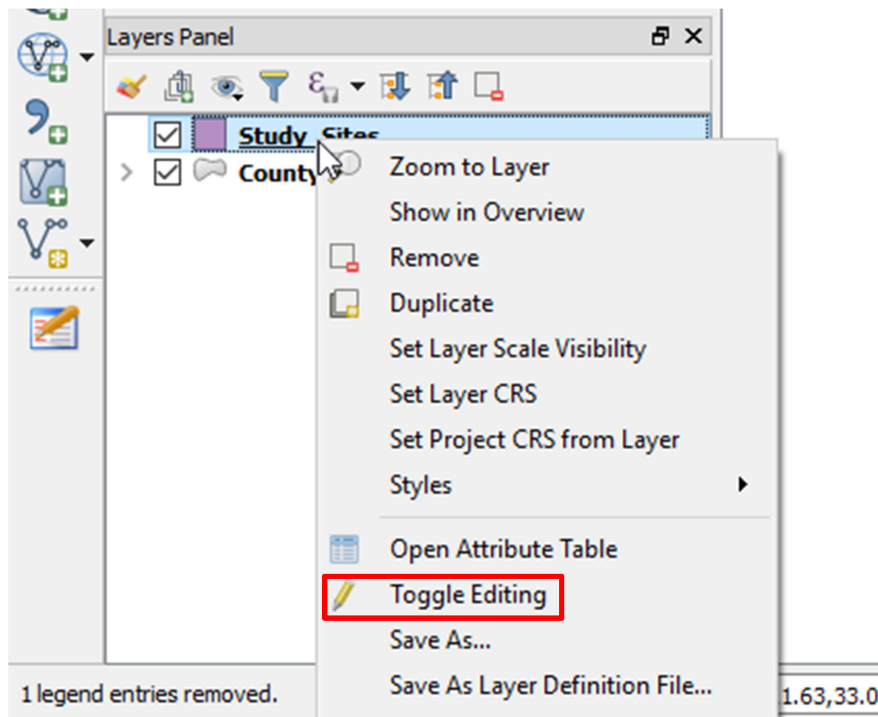 Layers Panel
Study_Sites
County
Zoom to Layer
Show in Overview
Remove
Duplicate
Set Layer Scale Visibility
Set Layer CRS
Set Project CRS from Layer
Styles
Open Attribute Table
Toggle Editing
Save As...
Save As Layer Definition File...
1 legend entries removed.
1.63,33.0